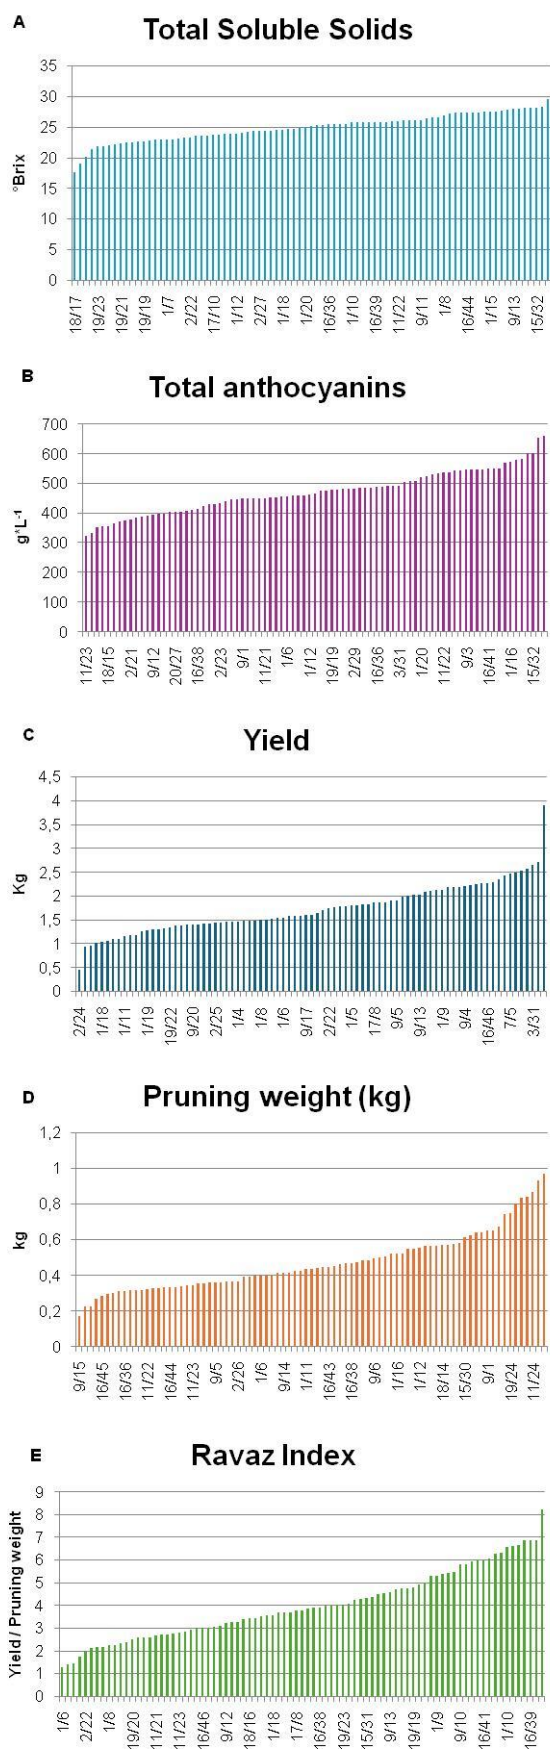 A
Total Soluble Solids
35
30
25
20
15
10
5
0
°Brix
18/17 19/23 19/21 19/19 1/7 2/22 17/10 1/12 2/27 1/18 1/20 16/36 1/10 16/39 11/22 9/11 1/8 16/44 1/15 9/13 15/32
B
Total anthocyanins
700
600
500
400
300
200
100
0
g*L-1
11/23 18/15 2/21 9/12 20/27 16/38 2/23 9/1 11/21 1/6 1/12 19/19 2/29 16/36 3/31 1/20 11/22 9/3 16/41 1/16 15/32
C
Yield
4,5
4
3,5
3
2,5
2
1,5
1
0,5
0
Kg
2/24 1/18 1/11 1/19 19/22 9/20 2/25 1/4 1/8 1/6 9/17 2/22 1/5 17/8 9/5 9/13 1/9 9/4 16/46 7/5 3/31
D
Pruning weight (kg)
1,2
1
0,8
0,6
0,4
0,2
0
kg
9/15 16/45 16/36 11/22 16/44 11/23 9/5 2/26 1/6 9/14 1/11 16/43 16/38 9/6 1/16 1/12 18/14 15/30 9/1 19/24 11/24
E
Ravaz Index
9
8
7
6
5
4
3
2
1
0
Yield / Pruning weight
1/6 2/22 1/8 19/20 11/21 11/23 16/46 9/12 18/16 1/18 17/8 16/38 19/23 15/31 9/13 19/19 1/9 9/10 16/41 1/10 16/39